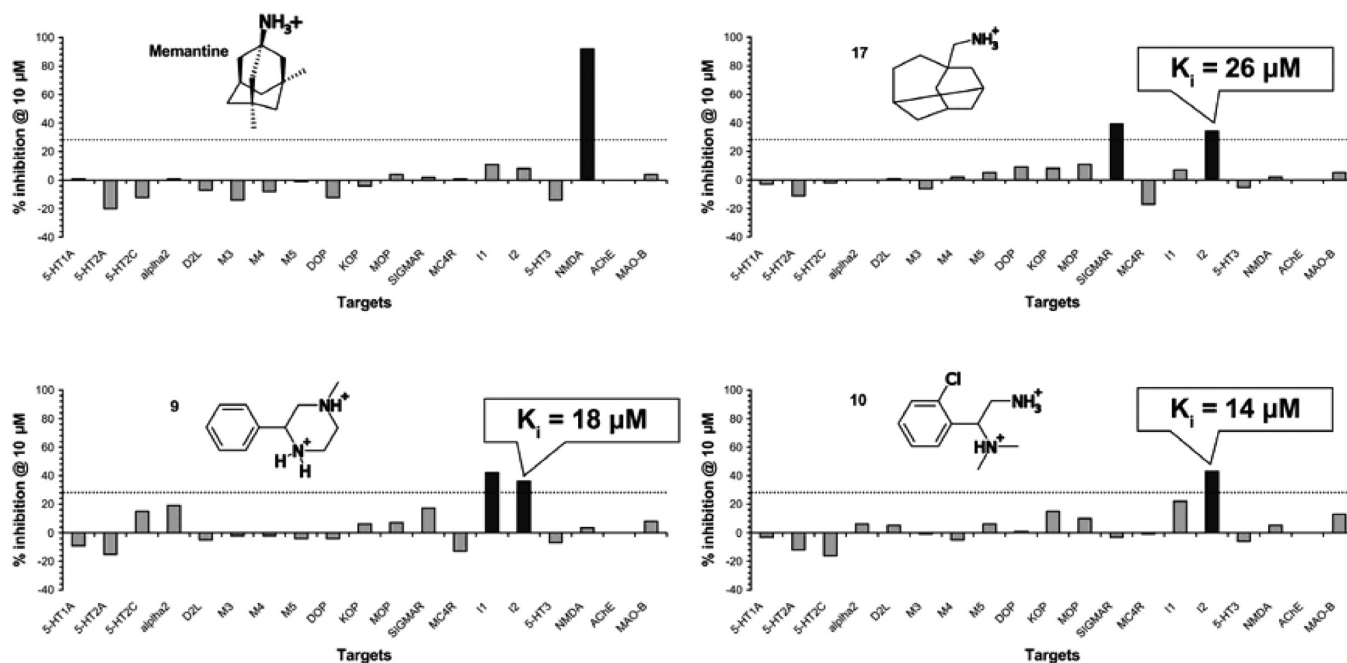 Memantine
NH₃+
% inhibition @ 10 µM
100
80
60
40
20
0
-20
-40
5-HT1A
5-HT2A
5-HT2C
alplha2
D2L
M3
M4
M5
DOP
KOP
MOP
SIGMAR
MC4R
I1
I2
5-HT3
NMDA
AChE
MAO-B
Targets
17
NH₃⁺
Kᵢ = 26 µM
% inhibition @ 10 µM
100
80
60
40
20
0
-20
-40
5-HT1A
5-HT2A
5-HT2C
alplha2
D2L
M3
M4
M5
DOP
KOP
MOP
SIGMAR
MC4R
I1
I2
5-HT3
NMDA
AChE
MAO-B
Targets
9
NH⁺
N⁺
H
H
Kᵢ = 18 µM
% inhibition @ 10 µM
100
80
60
40
20
0
-20
-40
5-HT1A
5-HT2A
5-HT2C
alplha2
D2L
M3
M4
M5
DOP
KOP
MOP
SIGMAR
MC4R
I1
I2
5-HT3
NMDA
AChE
MAO-B
Targets
10
Cl
NH₃⁺
HN⁺
Kᵢ = 14 µM
% inhibition @ 10 µM
100
80
60
40
20
0
-20
-40
5-HT1A
5-HT2A
5-HT2C
alplha2
D2L
M3
M4
M5
DOP
KOP
MOP
SIGMAR
MC4R
I1
I2
5-HT3
NMDA
AChE
MAO-B
Targets